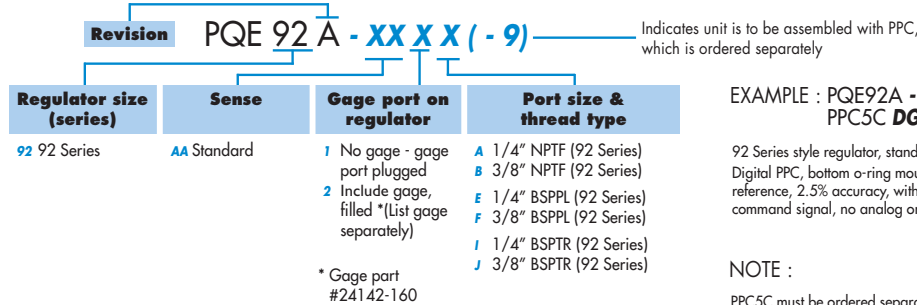 Revision
PQE 92 A - XX X X ( - 9)
Indicates unit is to be assembled with PPC,
which is ordered separately
Regulator size
(series)
92 92 Series
Sense
AA Standard
Gage port on
regulator
1 No gage - gage
port plugged
2 Include gage,
filled *(List gage
separately)
* Gage part
#24142-160
Port size &
thread type
A 1/4" NPTF (92 Series)
B 3/8" NPTF (92 Series)
E 1/4" BSPPL (92 Series)
F 3/8" BSPPL (92 Series)
I 1/4" BSPTR (92 Series)
J 3/8" BSPTR (92 Series)
EXAMPLE : PQE92A -
PPC5C DG
92 Series style regulator, stand
Digital PPC, bottom o-ring mou
reference, 2.5% accuracy, with
command signal, no analog or
NOTE :
PPC5C must be ordered separa